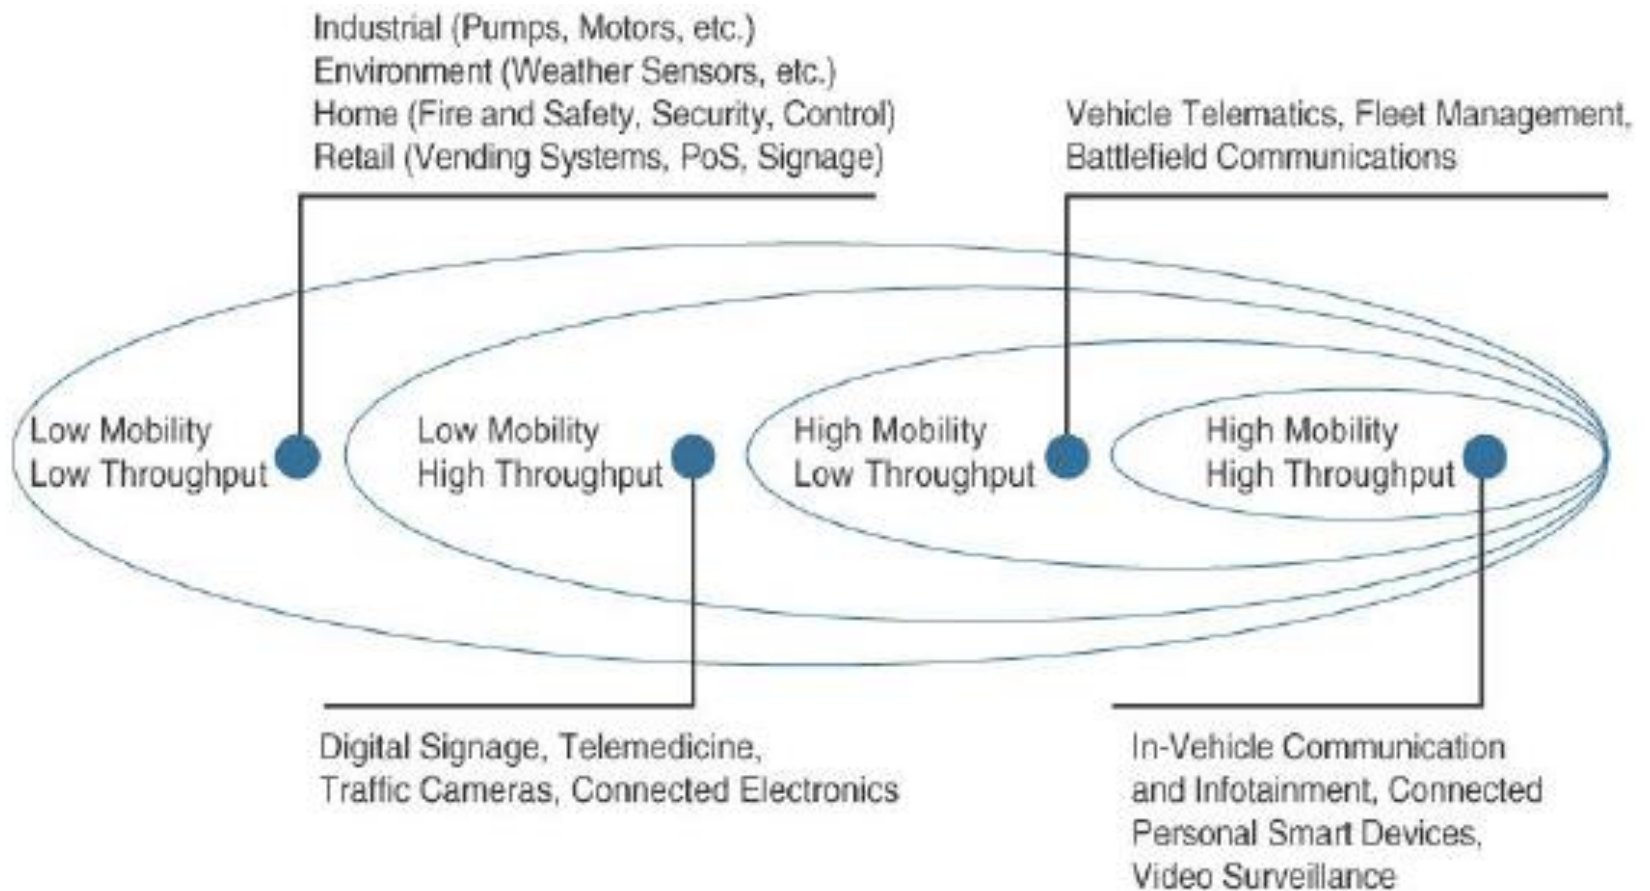 Industrial (Pumps, Motors, etc.)
Environment (Weather Sensors, etc.)
Home (Fire and Safety, Security, Control)
Retail (Vending Systems, PoS, Signage)
Vehicle Telematics, Fleet Management,
Battlefield Communications
Low Mobility
Low Throughput
Low Mobility
High Throughput
High Mobility
Low Throughput
High Mobility
High Throughput
Digital Signage, Telemedicine,
Traffic Cameras, Connected Electronics
In-Vehicle Communication
and Infotainment, Connected
Personal Smart Devices,
Video Surveillance